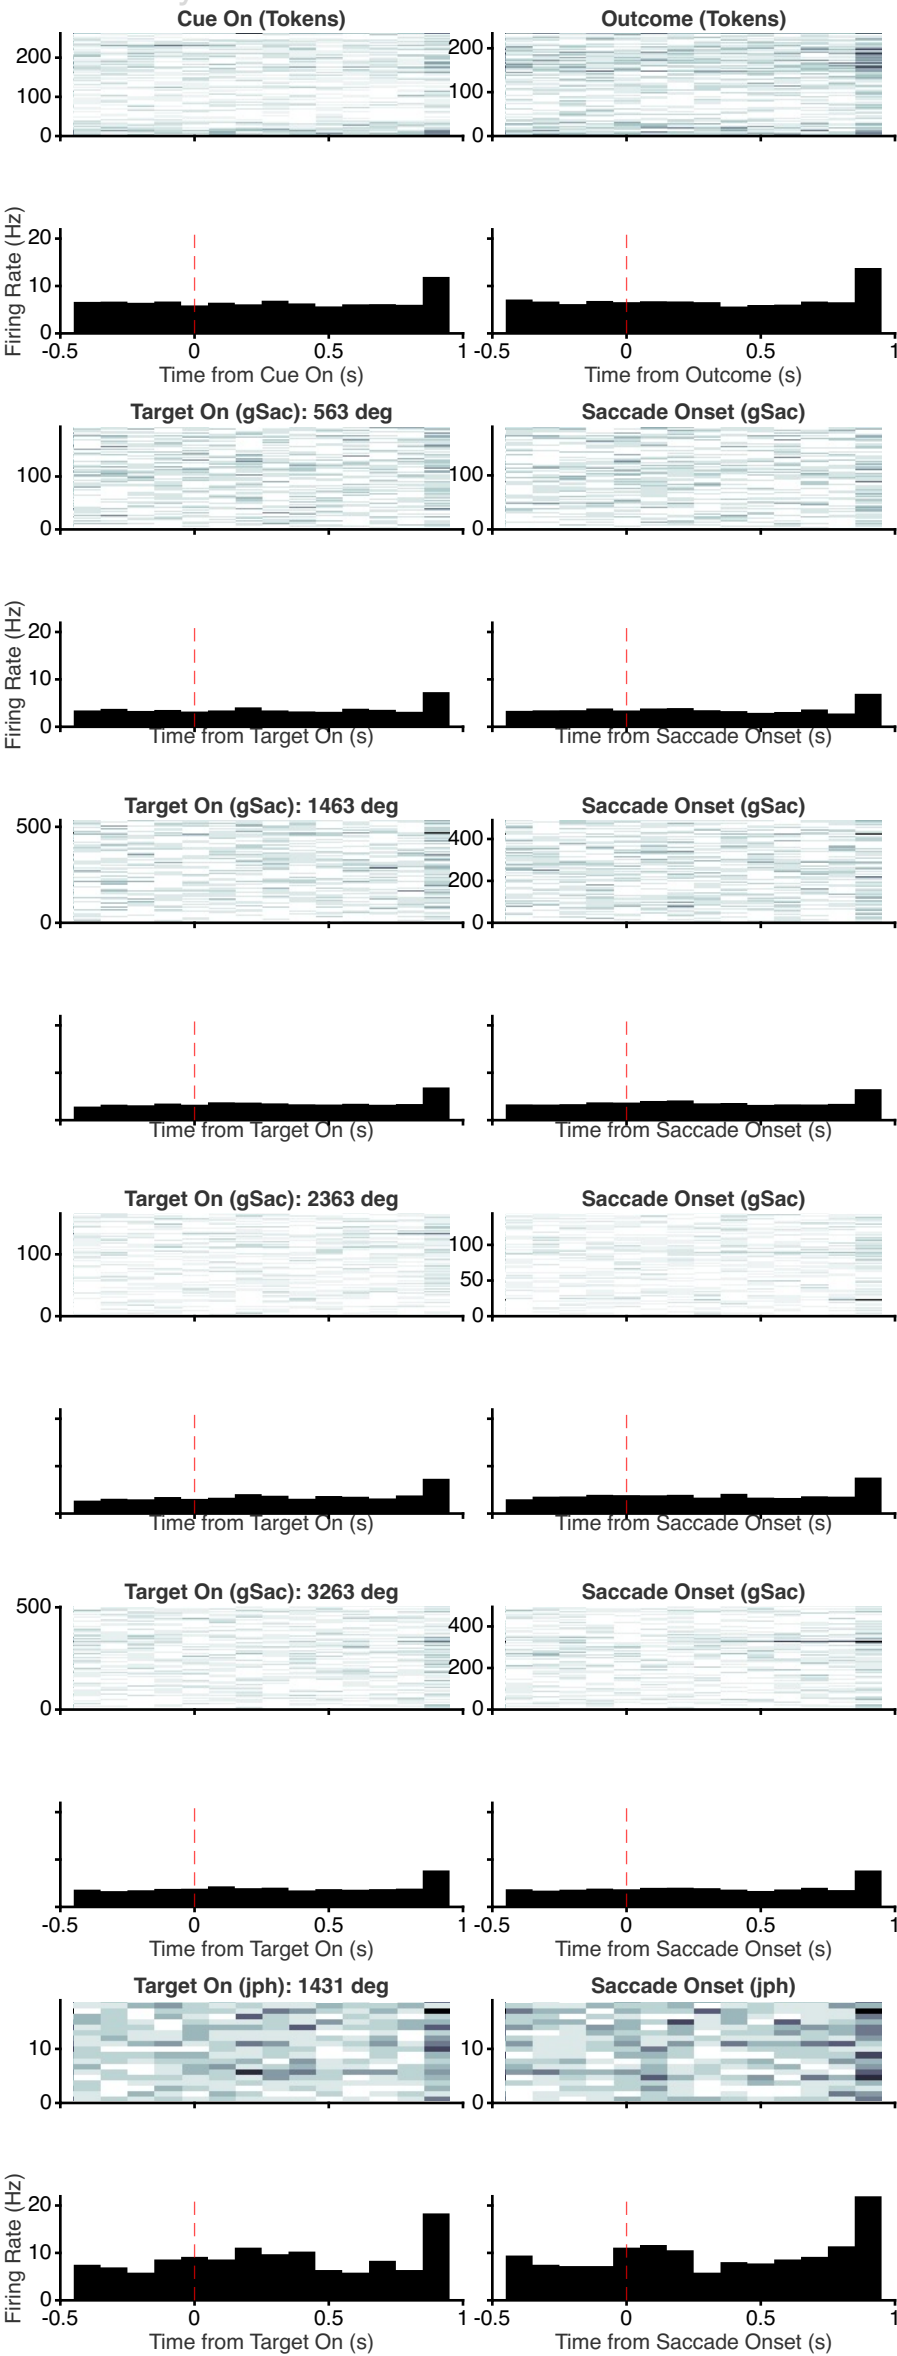 Cue On (Tokens) Outcome (Tokens)
200 200
100 100
0 0
Firing Rate (Hz)
20
10
0
-0.5 0 0.5 1 -0.5 0 0.5 1
Time from Cue On (s) Time from Outcome (s)
Target On (gSac): 563 deg Saccade Onset (gSac)
100 100
0 0
Firing Rate (Hz)
20
10
0
Time from Target On (s) Time from Saccade Onset (s)
Target On (gSac): 1463 deg Saccade Onset (gSac)
500 400
200
0 0
Time from Target On (s) Time from Saccade Onset (s)
Target On (gSac): 2363 deg Saccade Onset (gSac)
100 100
50
0 0
Time from Target On (s) Time from Saccade Onset (s)
Target On (gSac): 3263 deg Saccade Onset (gSac)
500 400
200
0 0
-0.5 0 0.5 1 -0.5 0 0.5 1
Time from Target On (s) Time from Saccade Onset (s)
Target On (jph): 1431 deg Saccade Onset (jph)
10 10
0 0
Firing Rate (Hz)
20
10
0
-0.5 0 0.5 1 -0.5 0 0.5 1
Time from Target On (s) Time from Saccade Onset (s)